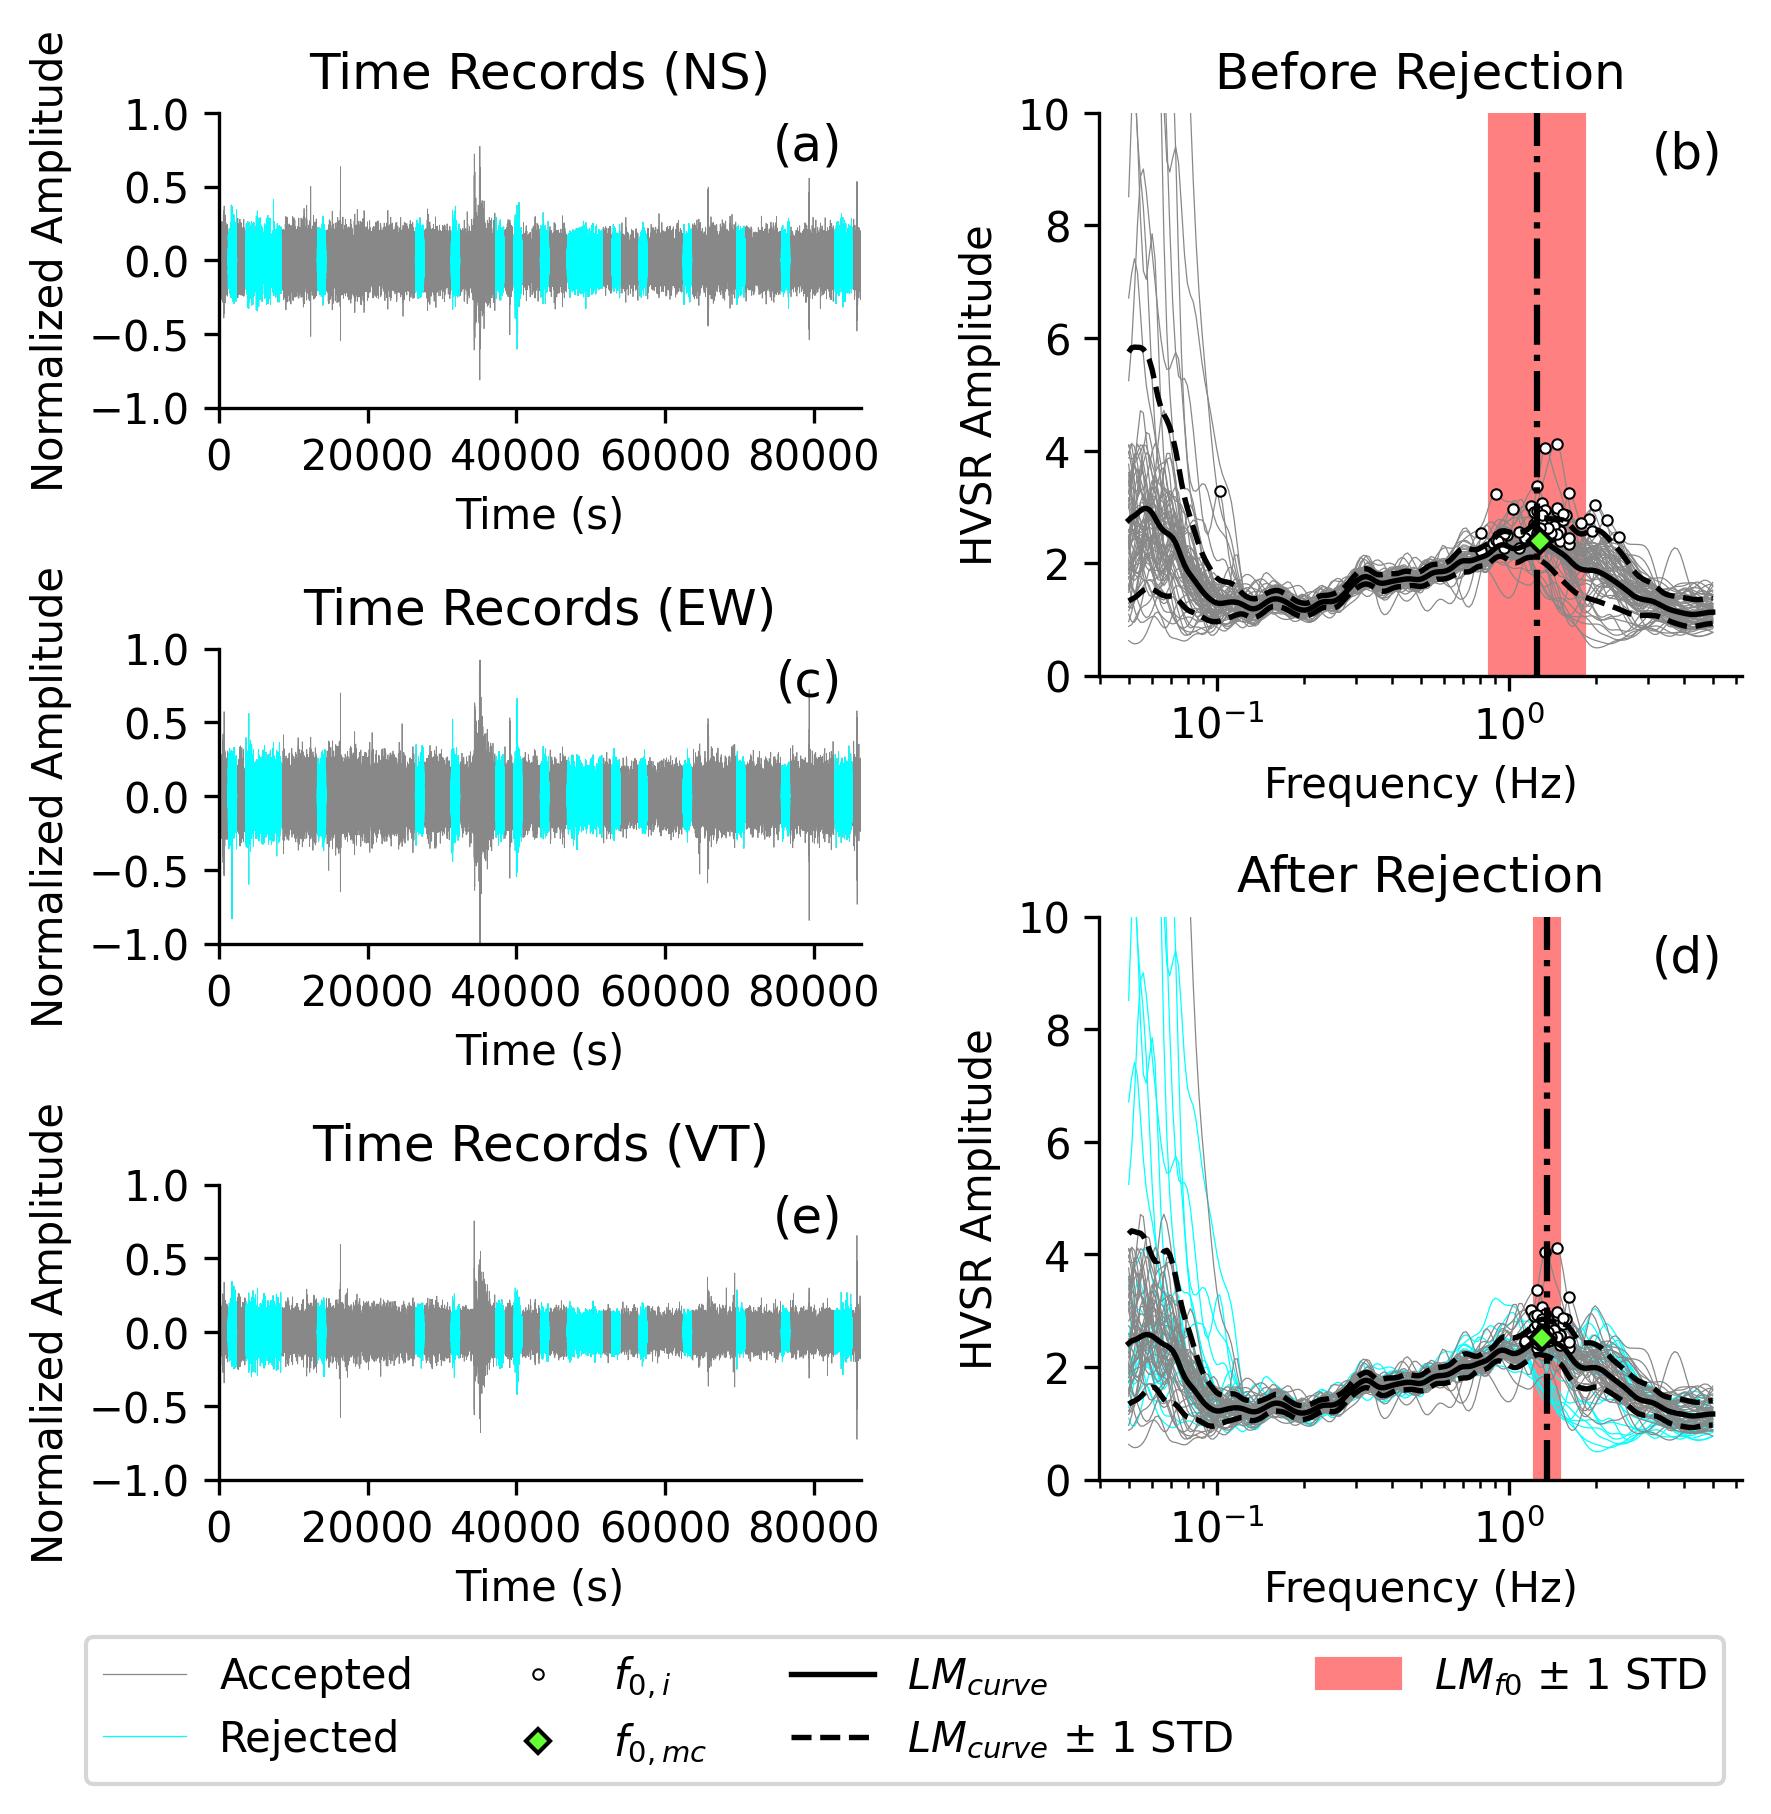 Time Records (NS)
(a)
Normalized Amplitude
1.0
0.5
0.0
−0.5
−1.0
0 20000 40000 60000 80000
Time (s)
Before Rejection
(b)
HVSR Amplitude
10
8
6
4
2
0
10⁻¹ 10⁰
Frequency (Hz)
Time Records (EW)
(c)
Normalized Amplitude
1.0
0.5
0.0
−0.5
−1.0
0 20000 40000 60000 80000
Time (s)
After Rejection
(d)
HVSR Amplitude
10
8
6
4
2
0
10⁻¹ 10⁰
Frequency (Hz)
Time Records (VT)
(e)
Normalized Amplitude
1.0
0.5
0.0
−0.5
−1.0
0 20000 40000 60000 80000
Time (s)
Accepted
Rejected
f0,i
f0,mc
LMcurve
LMcurve ± 1 STD
LMf0 ± 1 STD